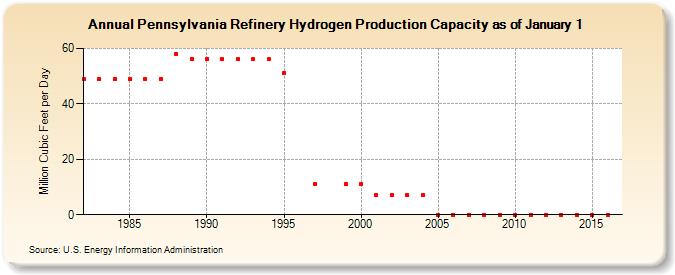 Annual Pennsylvania Refinery Hydrogen Production Capacity as of January 1
Million Cubic Feet per Day
60
40
20
0
1985 1990 1995 2000 2005 2010 2015
Source: U.S. Energy Information Administration